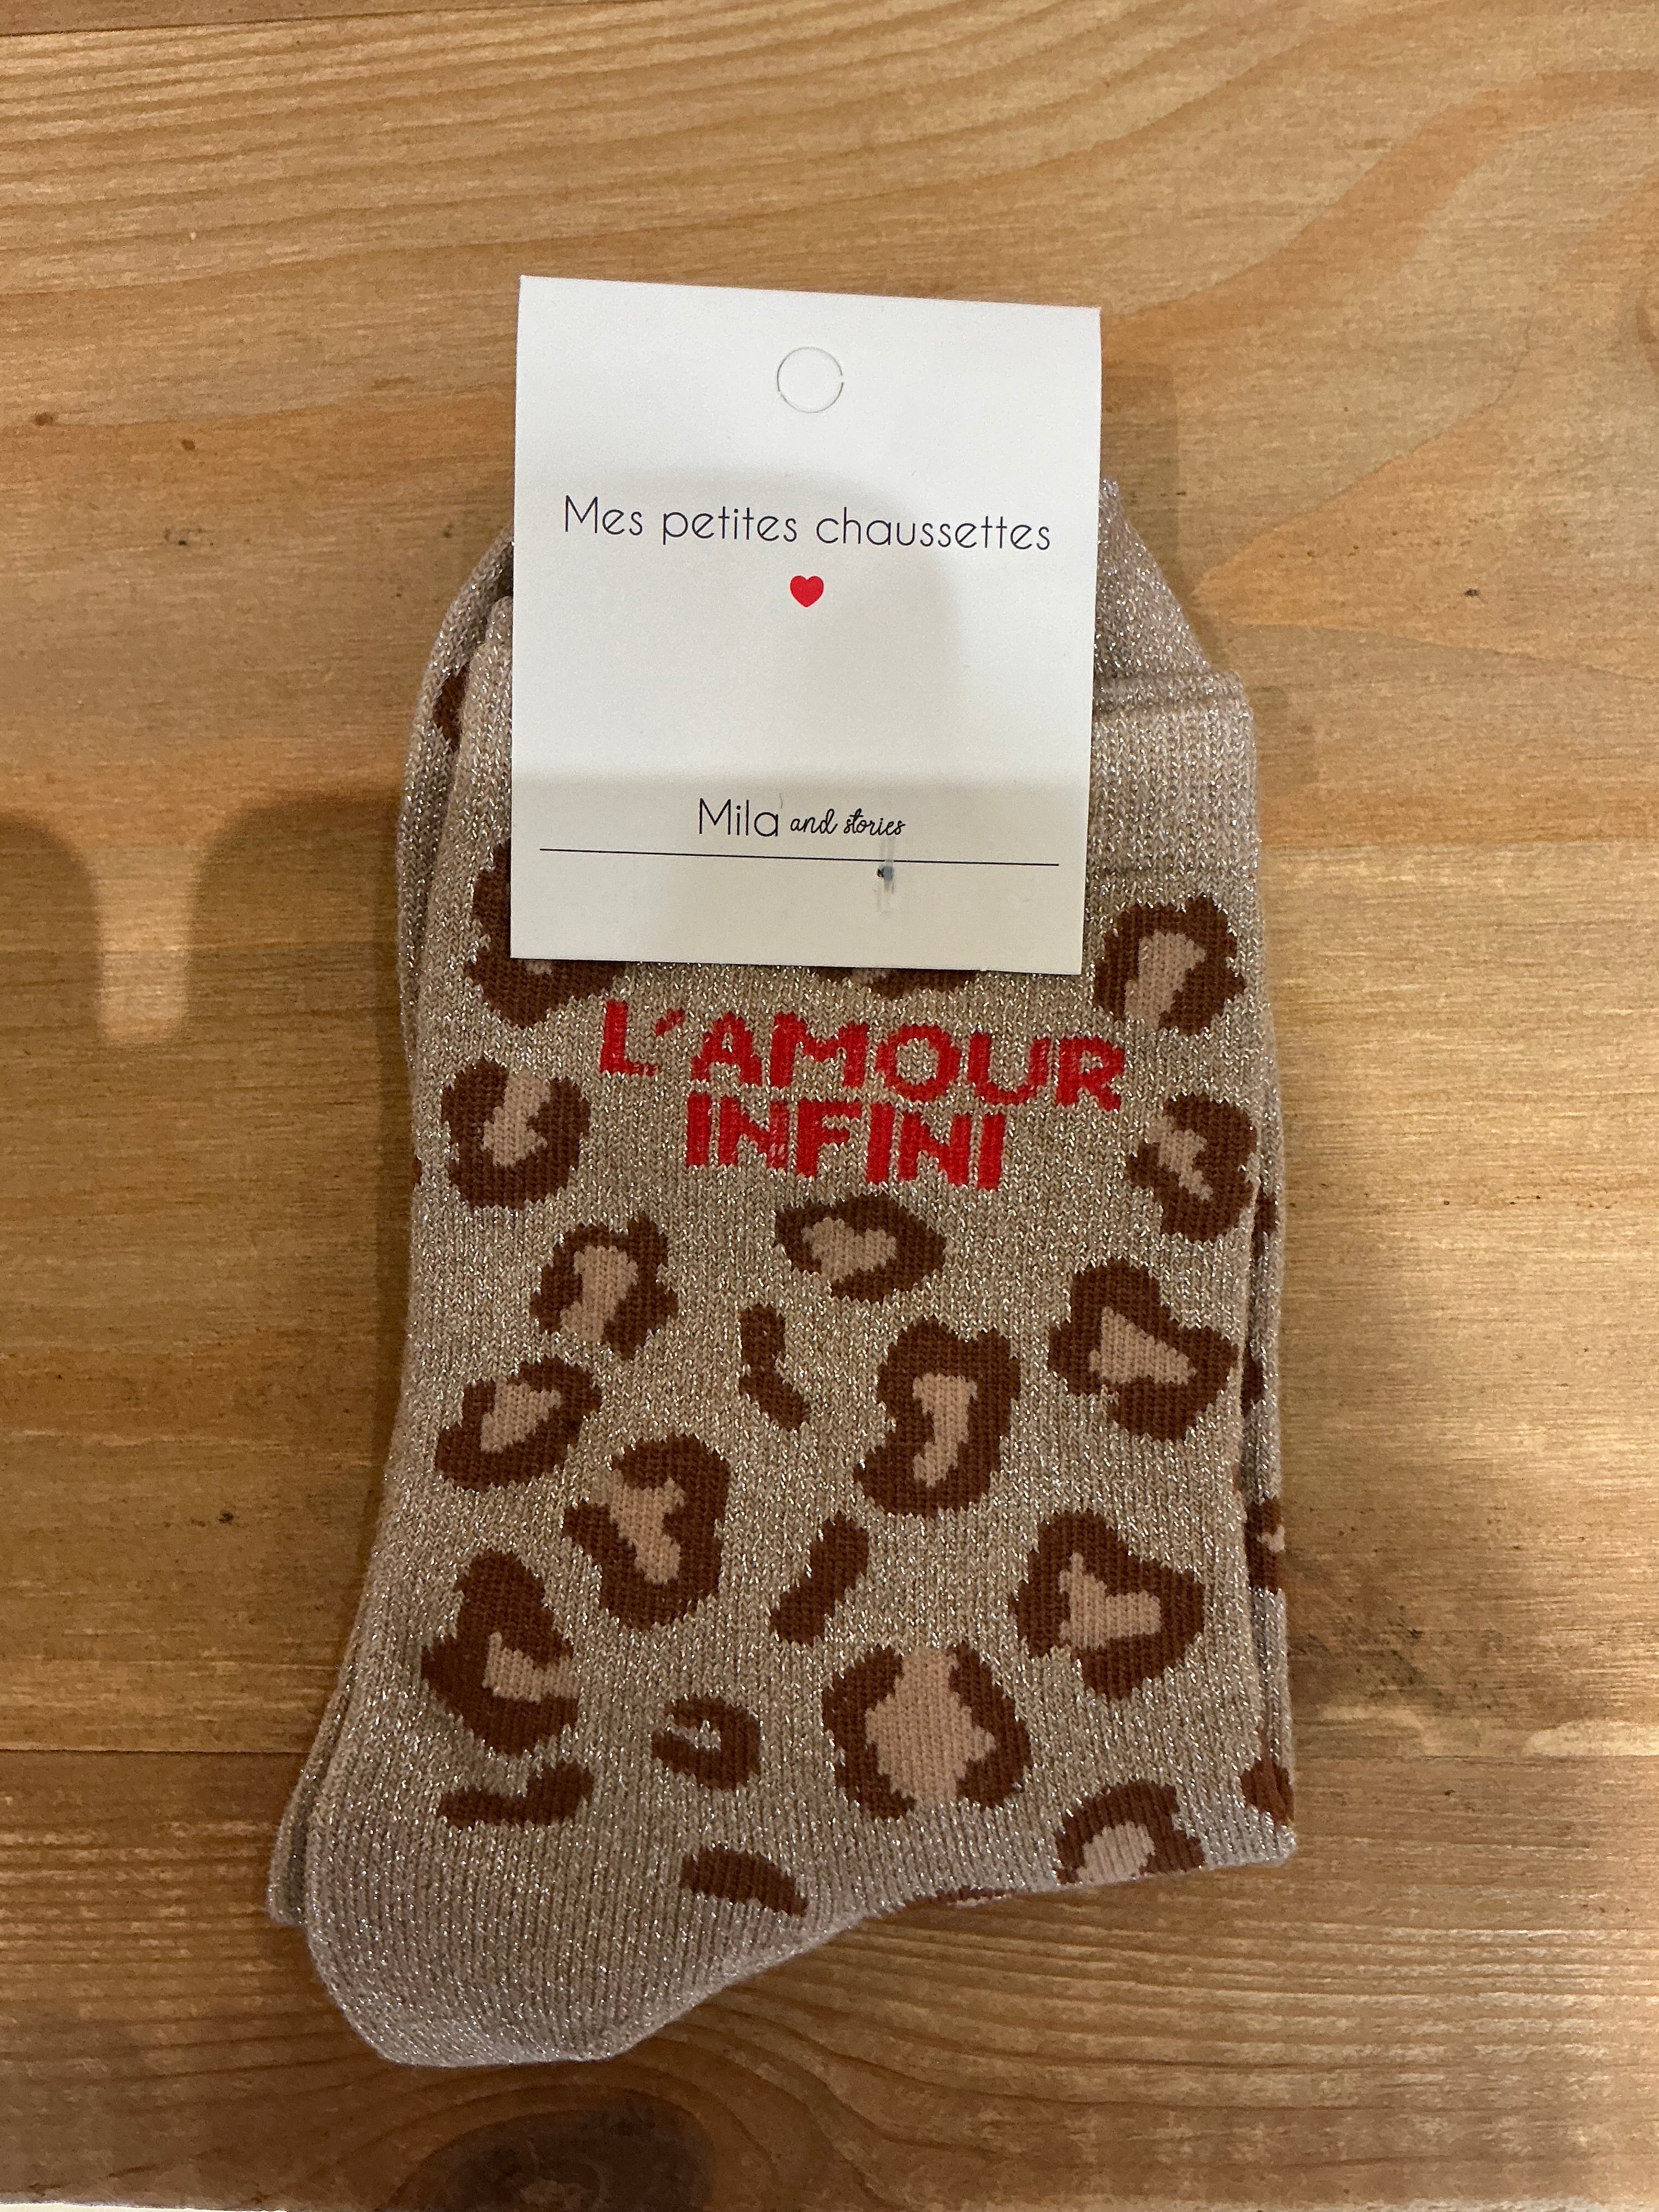 Mes petites chaussettes
Mila and stories
L'AMOUR
INFINI